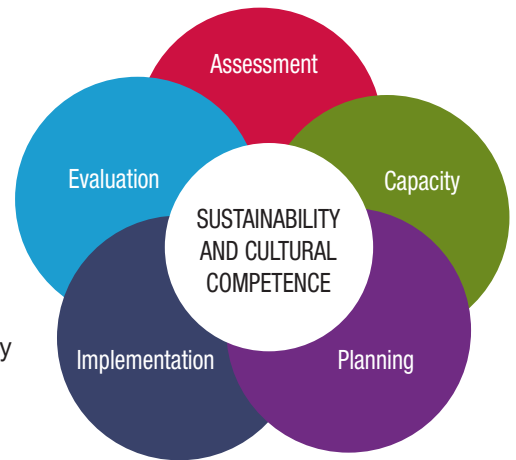 Assessment
Evaluation
Capacity
SUSTAINABILITY
AND CULTURAL
COMPETENCE
y
Implementation
Planning